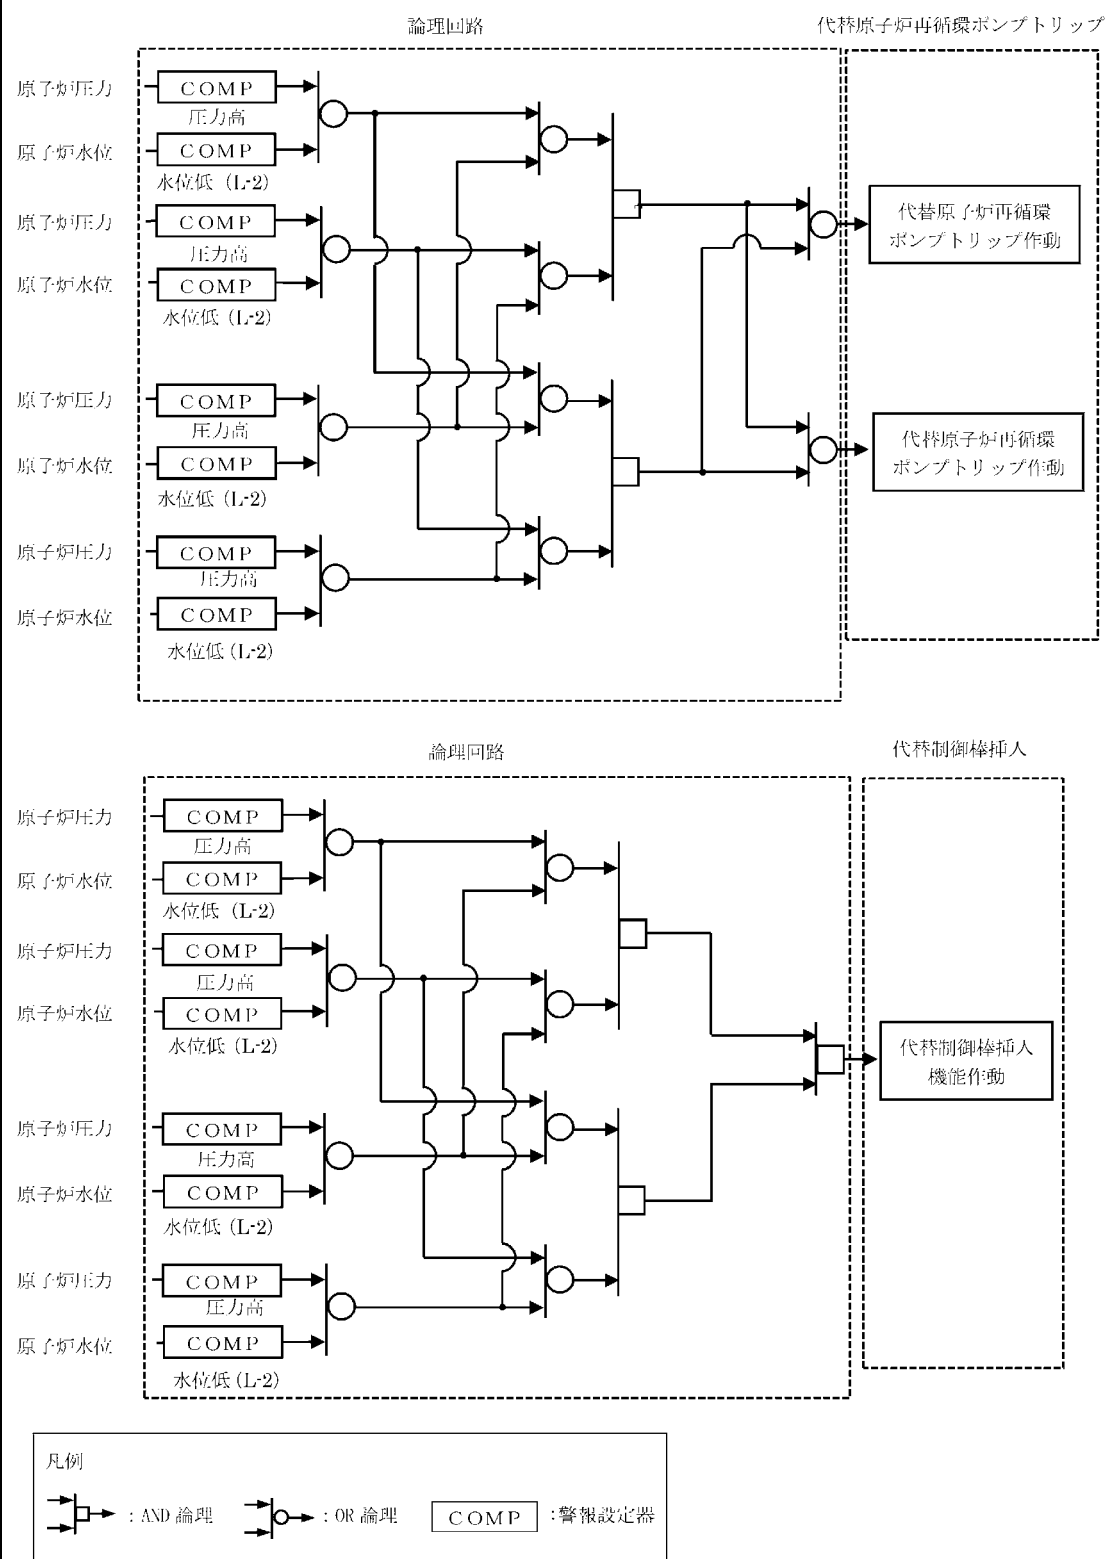 論理回路
代替原子炉再循環ポンプトリップ
原子炉圧力
COMP
圧力高
原子炉水位
COMP
水位低 (L-2)
原子炉圧力
COMP
圧力高
原子炉水位
COMP
水位低 (L-2)
原子炉圧力
COMP
圧力高
原子炉水位
COMP
水位低 (L-2)
原子炉圧力
COMP
圧力高
原子炉水位
COMP
水位低 (L-2)
代替原子炉再循環
ポンプトリップ作動
代替原子炉再循環
ポンプトリップ作動
論理回路
代替制御棒挿入
原子炉圧力
COMP
圧力高
原子炉水位
COMP
水位低 (L-2)
原子炉圧力
COMP
圧力高
原子炉水位
COMP
水位低 (L-2)
原子炉圧力
COMP
圧力高
原子炉水位
COMP
水位低 (L-2)
原子炉圧力
COMP
圧力高
原子炉水位
COMP
水位低 (L-2)
代替制御棒挿入
機能作動
凡例
：AND 論理
：OR 論理
COMP
：警報設定器